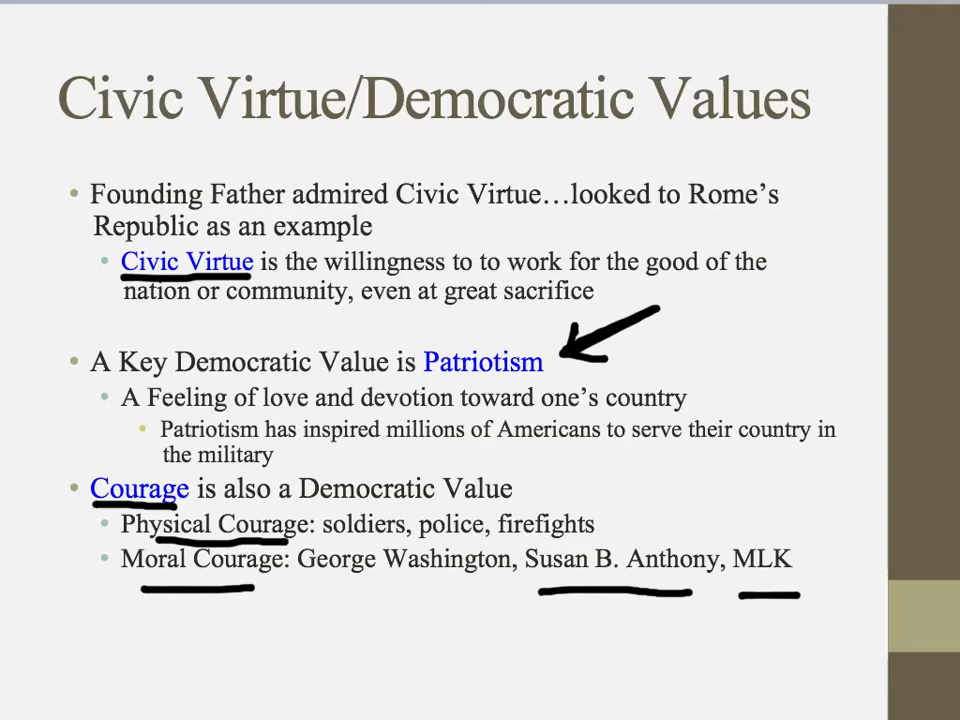 Civic Virtue/Democratic Values
• Founding Father admired Civic Virtue…looked to Rome’s
Republic as an example
• Civic Virtue is the willingness to to work for the good of the
nation or community, even at great sacrifice
• A Key Democratic Value is Patriotism
• A Feeling of love and devotion toward one’s country
• Patriotism has inspired millions of Americans to serve their country in
the military
• Courage is also a Democratic Value
• Physical Courage: soldiers, police, firefights
• Moral Courage: George Washington, Susan B. Anthony, MLK